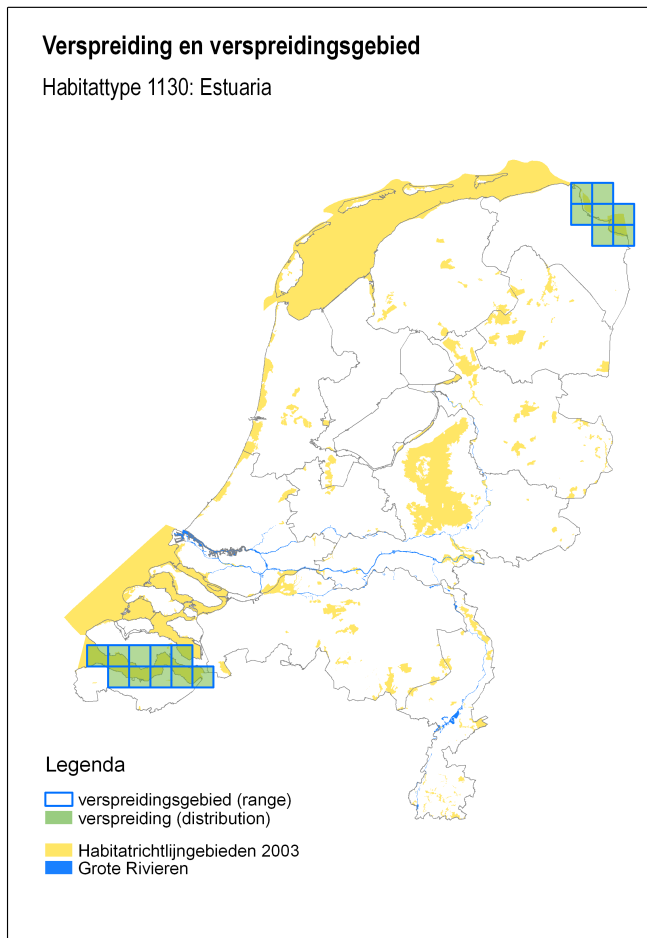 Verspreiding en verspreidingsgebied
Habitattype 1130: Estuaria
Legenda
verspreidingsgebied (range)
verspreiding (distribution)
Habitatrichtlijngebieden 2003
Grote Rivieren